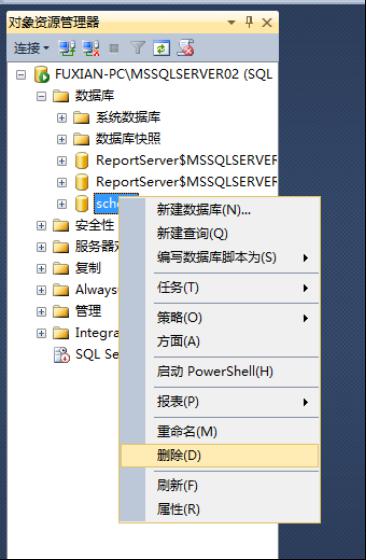 对象资源管理器
连接
FUXIAN-PC\MSSQLSERVER02 (SQL
数据库
系统数据库
数据库快照
ReportServer$MSSQLSERVER
ReportServer$MSSQLSERVER
scho
安全性
服务器对
复制
Always
管理
Integra
SQL Se
新建数据库(N)...
新建查询(Q)
编写数据库脚本为(S)
任务(T)
策略(O)
方面(A)
启动 PowerShell(H)
报表(P)
重命名(M)
删除(D)
刷新(F)
属性(R)